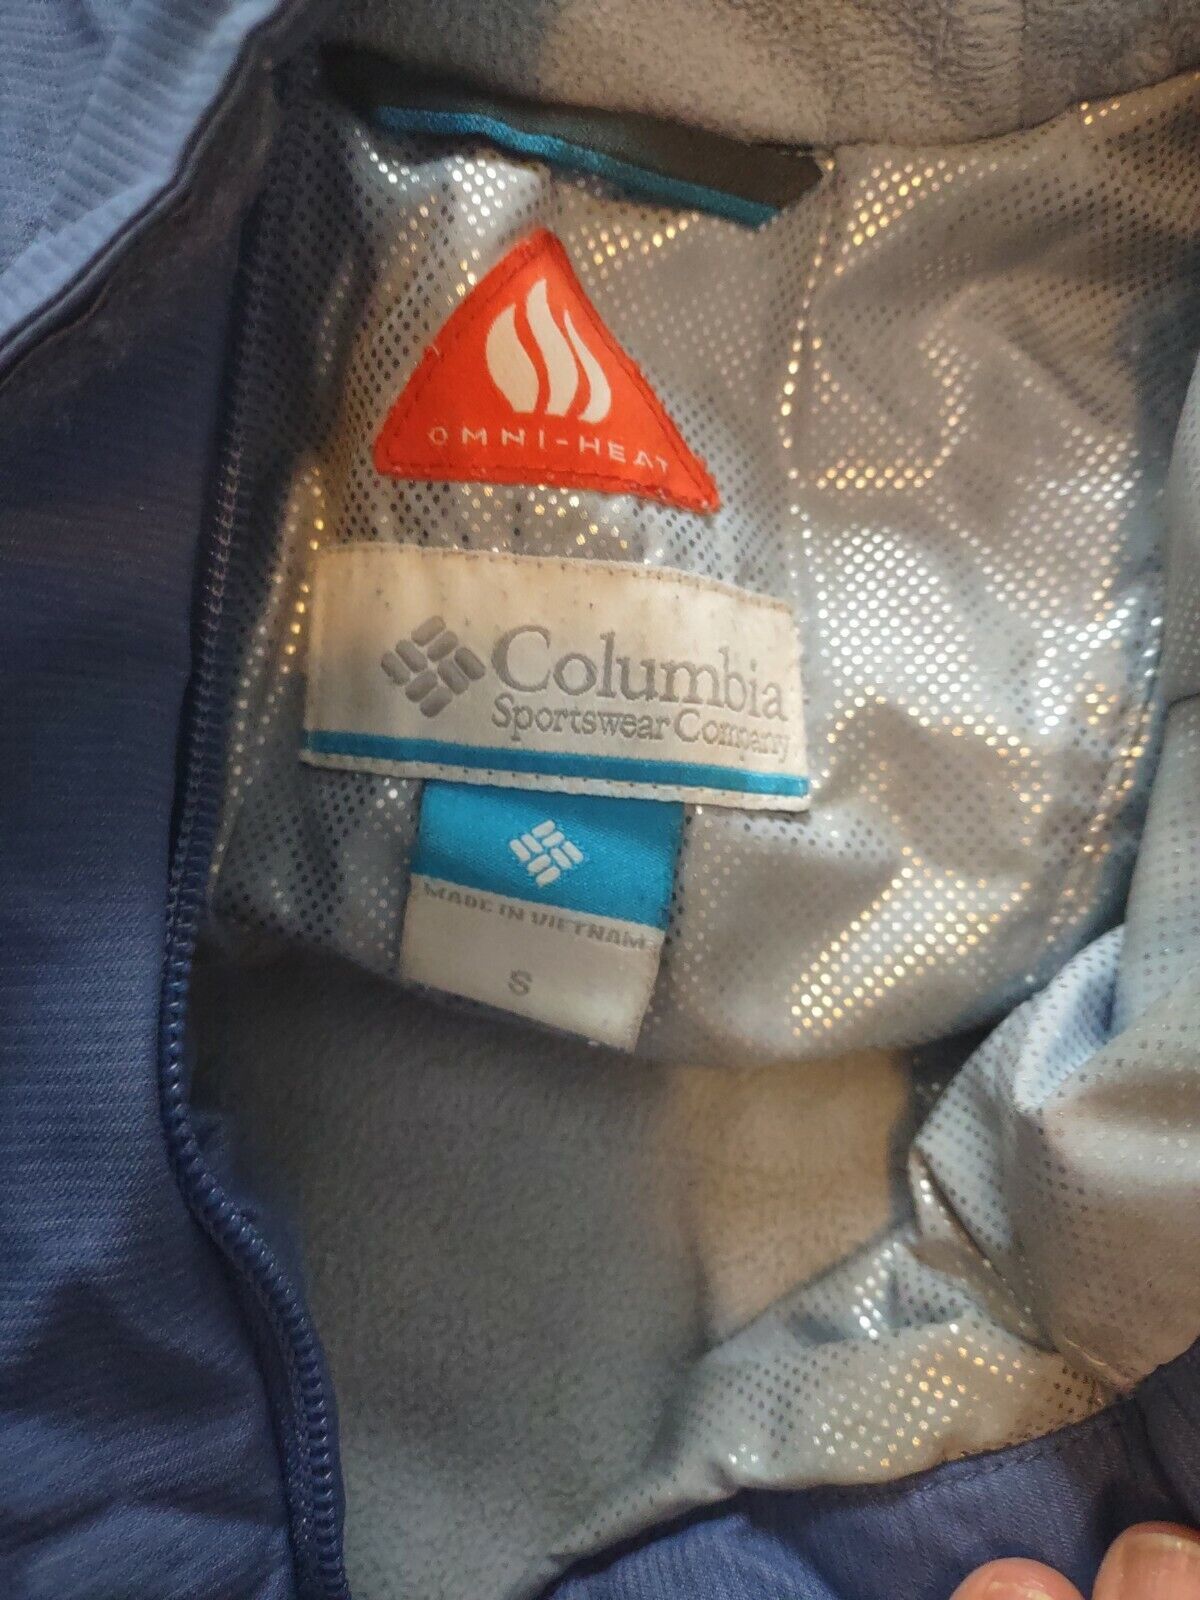 OMNI-HEAT
Columbia
Sportswear Company
MADE IN VIETNAM
S